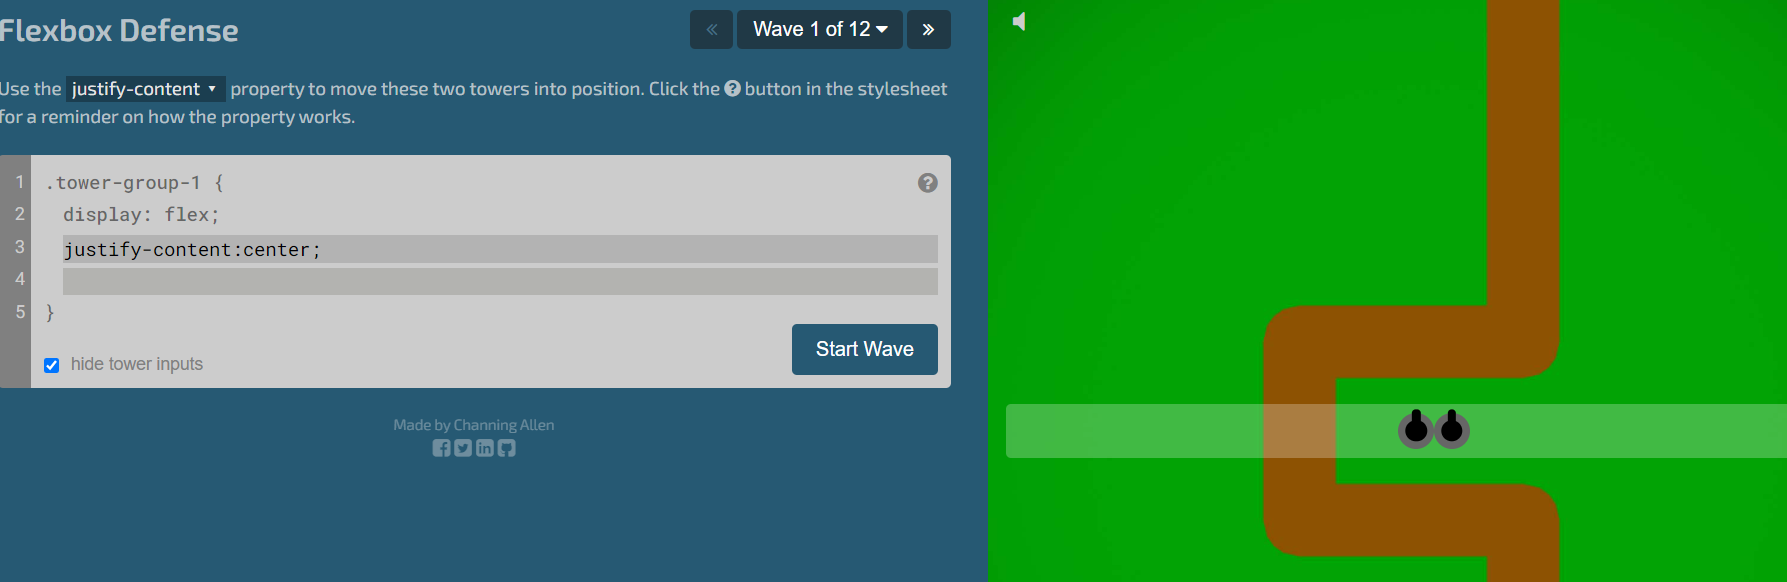 Flexbox Defense
« Wave 1 of 12 »
Use the justify-content property to move these two towers into position. Click the ? button in the stylesheet
for a reminder on how the property works.
1 .tower-group-1 { ?
2 display: flex;
3 justify-content:center;
4
5 }
hide tower inputs
Start Wave
Made by Channing Allen